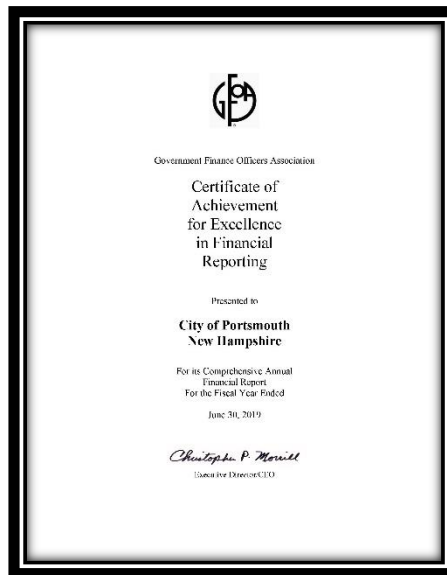 GFOA
Government Finance Officers Association
Certificate of
Achievement
for Excellence
in Financial
Reporting
Presented to
City of Portsmouth
New Hampshire
For its Comprehensive Annual
Financial Report
For the Fiscal Year Ended
June 30, 2019
Christopher P. Morrill
Executive Director/CEO